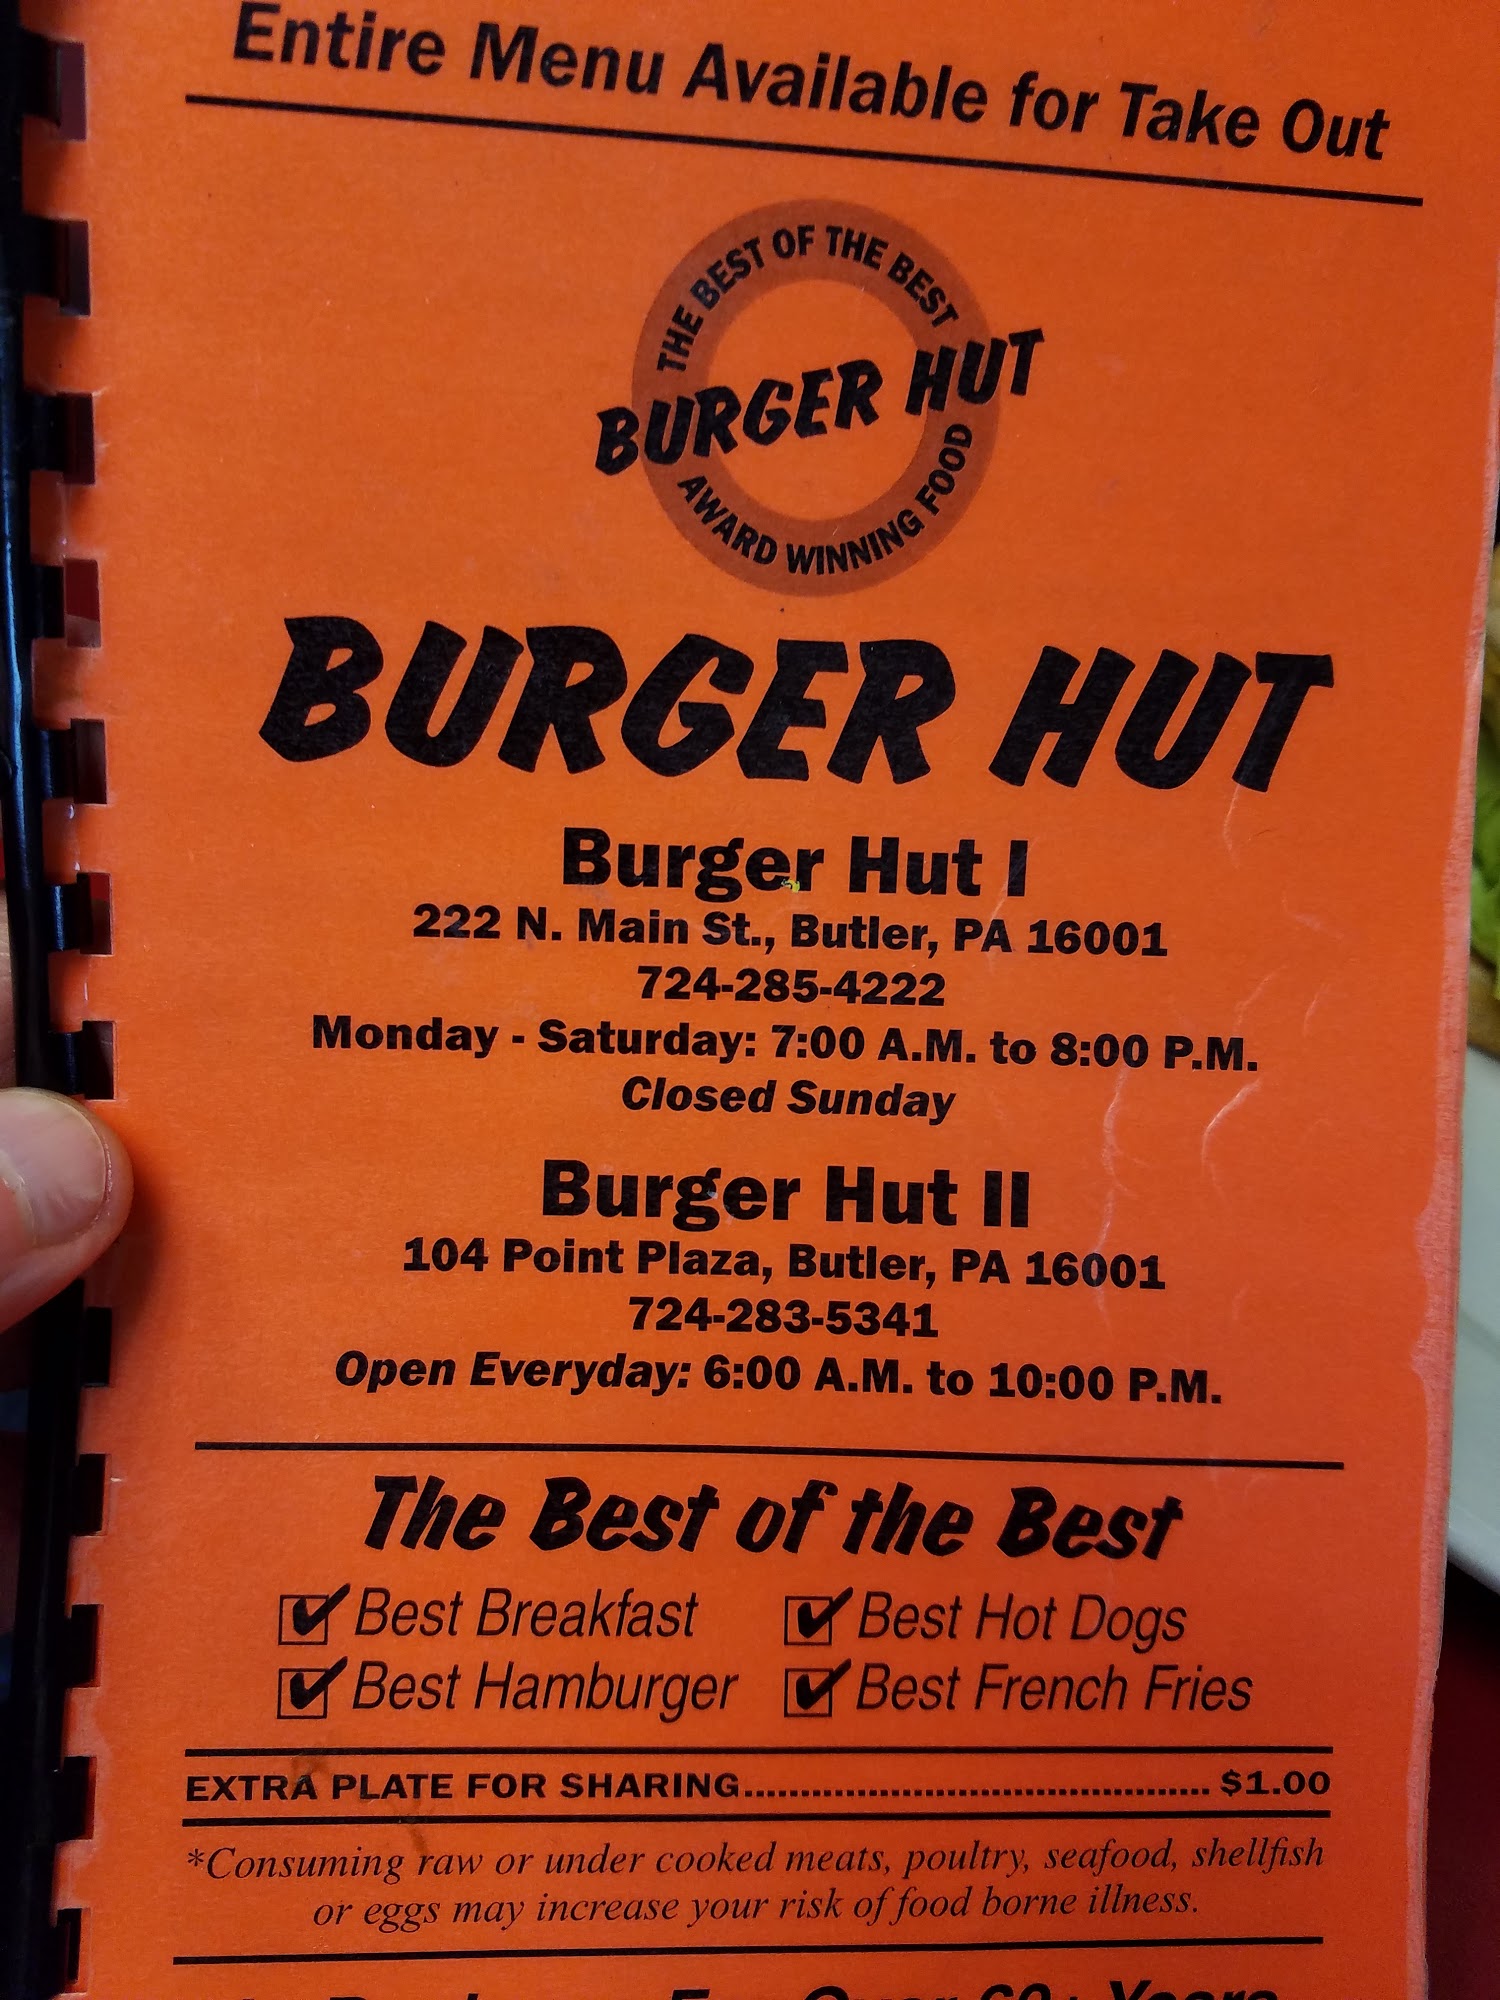 Entire Menu Available for Take Out
THE BEST OF THE BEST
BURGER HUT
AWARD WINNING FOOD
BURGER HUT
Burger Hut I
222 N. Main St., Butler, PA 16001
724-285-4222
Monday - Saturday: 7:00 A.M. to 8:00 P.M.
Closed Sunday
Burger Hut II
104 Point Plaza, Butler, PA 16001
724-283-5341
Open Everyday: 6:00 A.M. to 10:00 P.M.
The Best of the Best
Best Breakfast Best Hot Dogs
Best Hamburger Best French Fries
EXTRA PLATE FOR SHARING......................................... $1.00
*Consuming raw or under cooked meats, poultry, seafood, shellfish
or eggs may increase your risk of food borne illness.
For Over 60+ Years